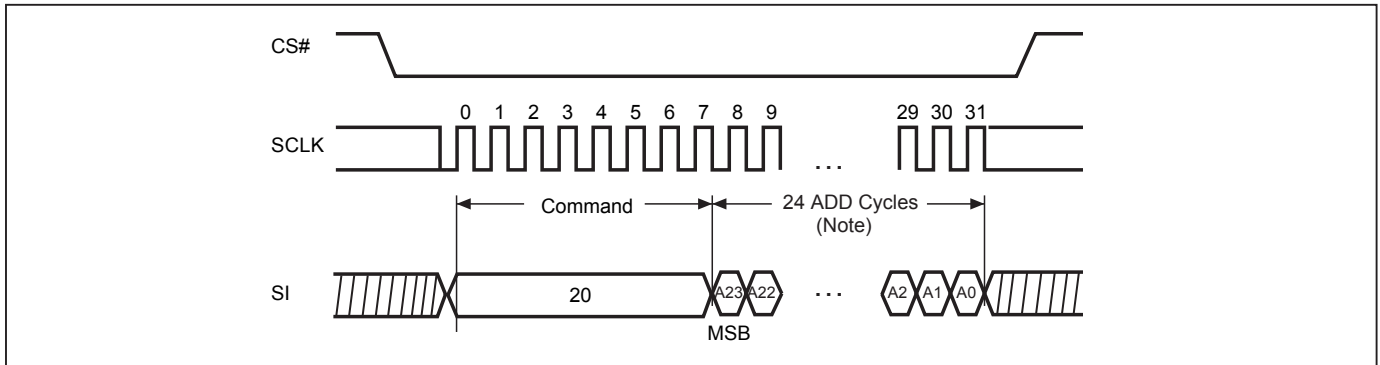 CS#
0 1 2 3 4 5 6 7 8 9 29 30 31
SCLK
...
Command
24 ADD Cycles
(Note)
SI
20
A23 A22 ... A2 A1 A0
MSB